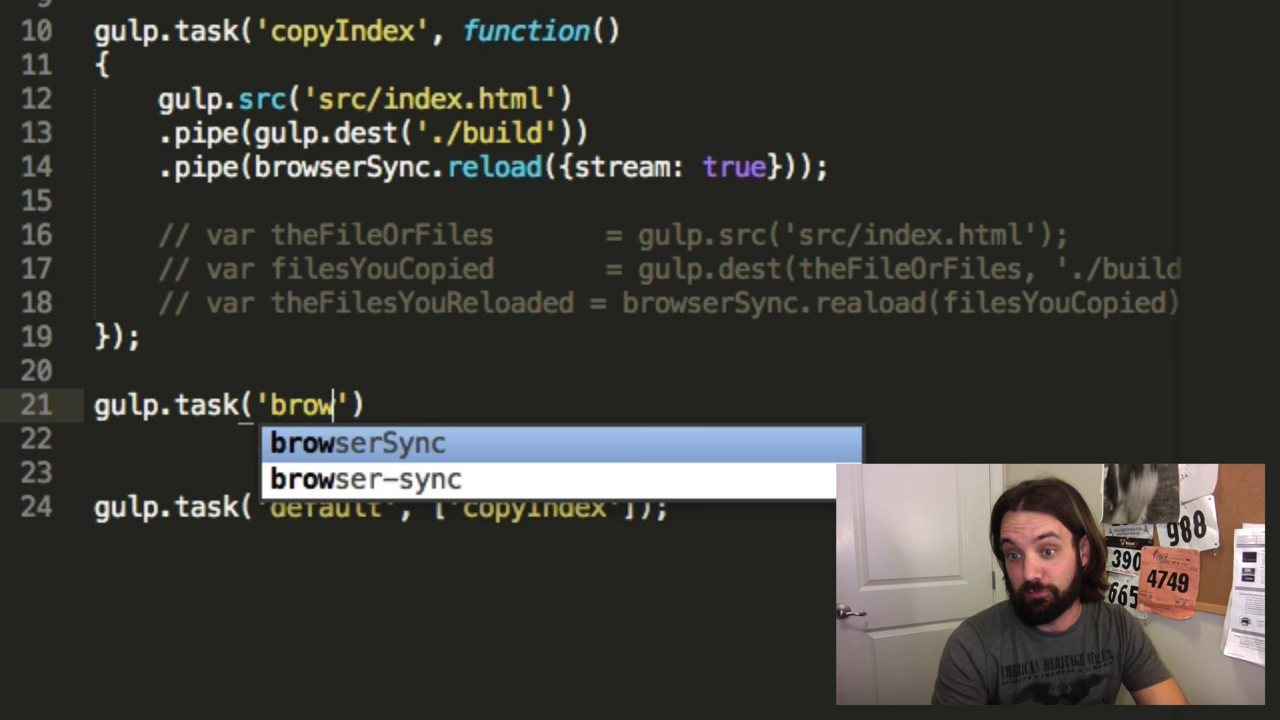 10 gulp.task('copyIndex', function()
11 {
12 gulp.src('src/index.html')
13 .pipe(gulp.dest('./build'))
14 .pipe(browserSync.reload({stream: true}));
15
16 // var theFileOrFiles = gulp.src('src/index.html');
17 // var filesYouCopied = gulp.dest(theFileOrFiles, './build
18 // var theFilesYouReloaded = browserSync.reaload(filesYouCopied)
19 });
20
21 gulp.task('brow')
browserSync
22
browser-sync
23
24 gulp.task('default', ['copyIndex']);
988
390
4749
665
AMERICAN HERITAGE